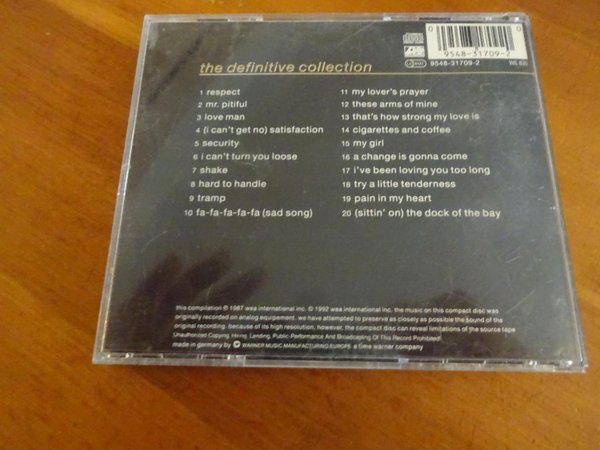 0 0
9548-31709-2
the definitive collection
9548-31709-2
WE 835
1 respect
2 mr. pitiful
3 love man
4 (i can't get no) satisfaction
5 security
6 i can't turn you loose
7 shake
8 hard to handle
9 tramp
10 fa-fa-fa-fa-fa (sad song)
11 my lover's prayer
12 these arms of mine
13 that's how strong my love is
14 cigarettes and coffee
15 my girl
16 a change is gonna come
17 i've been loving you too long
18 try a little tenderness
19 pain in my heart
20 (sittin' on) the dock of the bay
this compilation ℗ 1987 wea international inc. © 1992 wea international inc. the music on this compact disc was
originally recorded on analog equipement. we have attempted to preserve as closely as possible the sound of the
original recording. because of its high resolution, however, the compact disc can reveal limitations of the source tape
Unauthorized Copying, Hiring, Lending, Public-Performance And Broadcasting Of This Record Prohibited!
made in germany by WARNER MUSIC MANUFACTURING EUROPE a time warner company